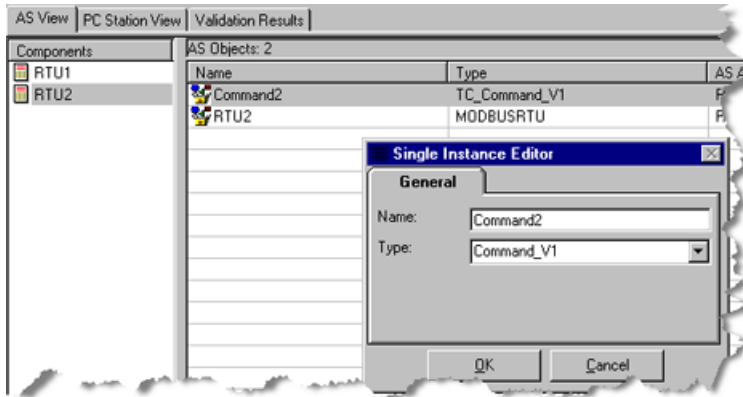 AS View PC Station View Validation Results
Components AS Objects: 2
Name Type AS
RTU1
RTU2 Command2 TC_Command_V1
RTU2 MODBUSRTU
Single Instance Editor
General
Name: Command2
Type: Command_V1
OK Cancel